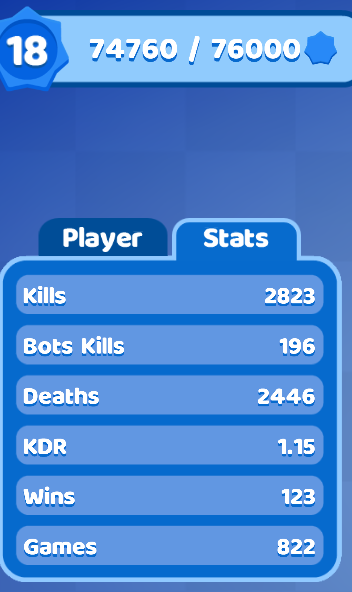 18 74760 / 76000
Player Stats
Kills 2823
Bots Kills 196
Deaths 2446
KDR 1.15
Wins 123
Games 822